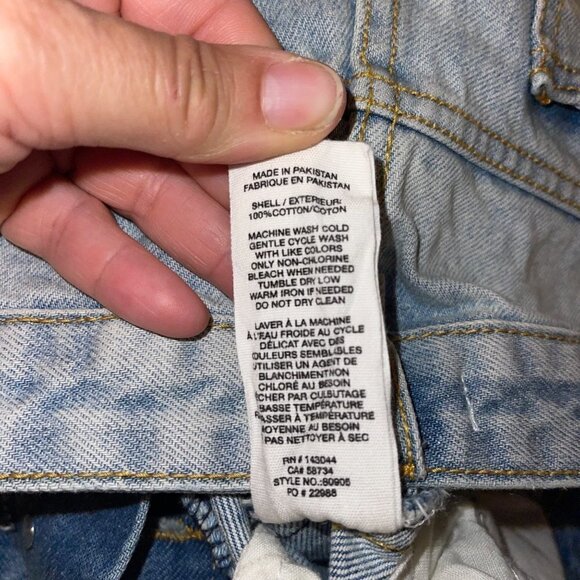 MADE IN PAKISTAN
FABRIQUE EN PAKISTAN
SHELL / EXTERIEUR:
100%COTTON/COTON
MACHINE WASH COLD
GENTLE CYCLE WASH
WITH LIKE COLORS
ONLY NON-CHLORINE
BLEACH WHEN NEEDED
TUMBLE DRY LOW
WARM IRON IF NEEDED
DO NOT DRY CLEAN
LAVER À LA MACHINE
À L'EAU FROIDE AU CYCLE
DÉLICAT AVEC DES
OULEURS SEMBLABLES
UTILISER UN AGENT DE
BLANCHIMENT NON
CHLORÉ AU BESOIN
CHER PAR CULBUTAGE
BASSE TEMPÉRATURE
ASSER À TEMPÉRATURE
MOYENNE AU BESOIN
PAS NETTOYER À SEC
RN # 143044
CA# 58734
STYLE NO.: 60905
PO # 22988